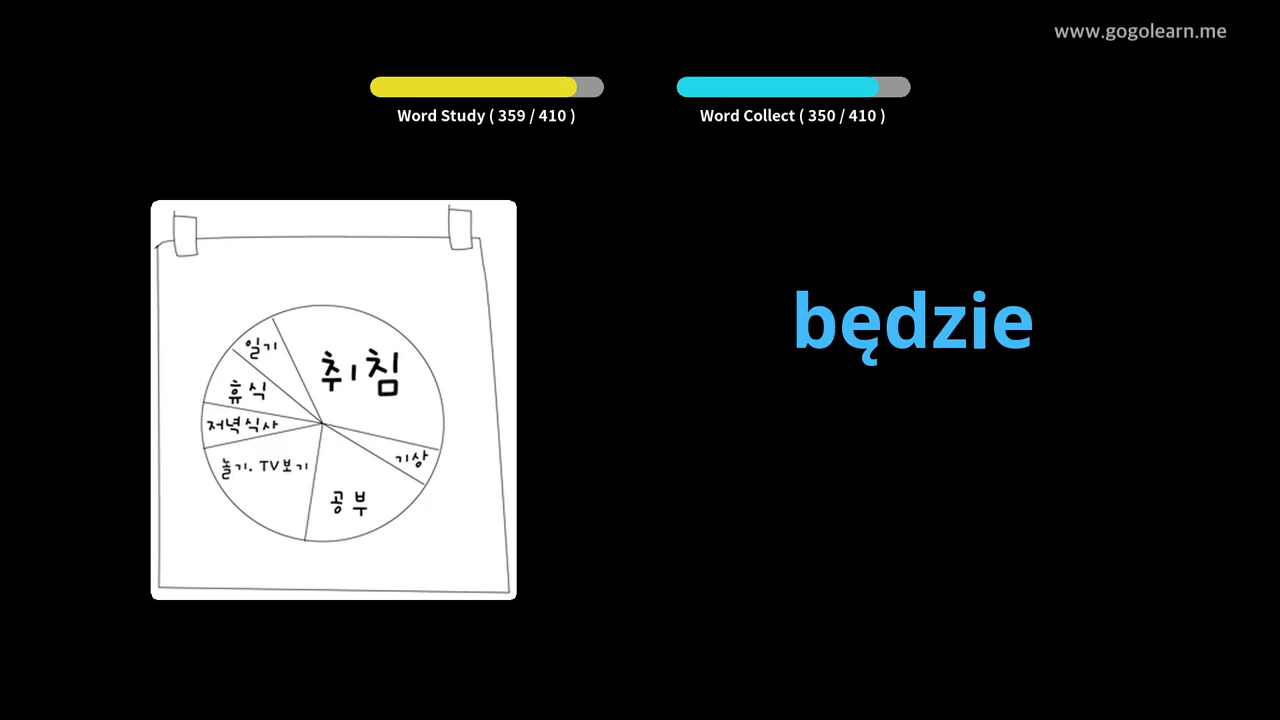 www.gogolearn.me
Word Study ( 359 / 410 )
Word Collect ( 350 / 410 )
일기
취침
휴식
저녁식사
놀기. TV보기
기상
공부
będzie